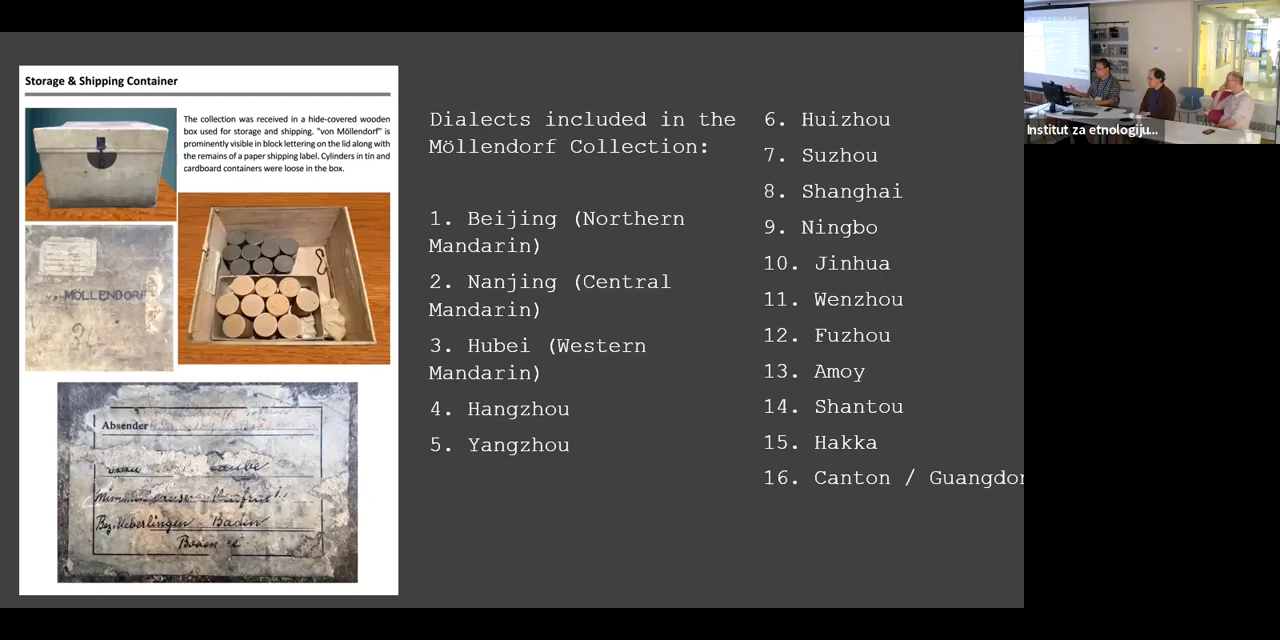 Storage & Shipping Container
The collection was received in a hide-covered wooden
box used for storage and shipping. "von Möllendorf" is
prominently visible in block lettering on the lid along with
the remains of a paper shipping label. Cylinders in tin and
cardboard containers were loose in the box.
von MÖLLENDORF
Absender
Bez. Ueberlingen Baden
Dialects included in the
Möllendorf Collection:
1. Beijing (Northern
Mandarin)
2. Nanjing (Central
Mandarin)
3. Hubei (Western
Mandarin)
4. Hangzhou
5. Yangzhou
6. Huizhou
7. Suzhou
8. Shanghai
9. Ningbo
10. Jinhua
11. Wenzhou
12. Fuzhou
13. Amoy
14. Shantou
15. Hakka
16. Canton / Guangdon
Institut za etnologiju...